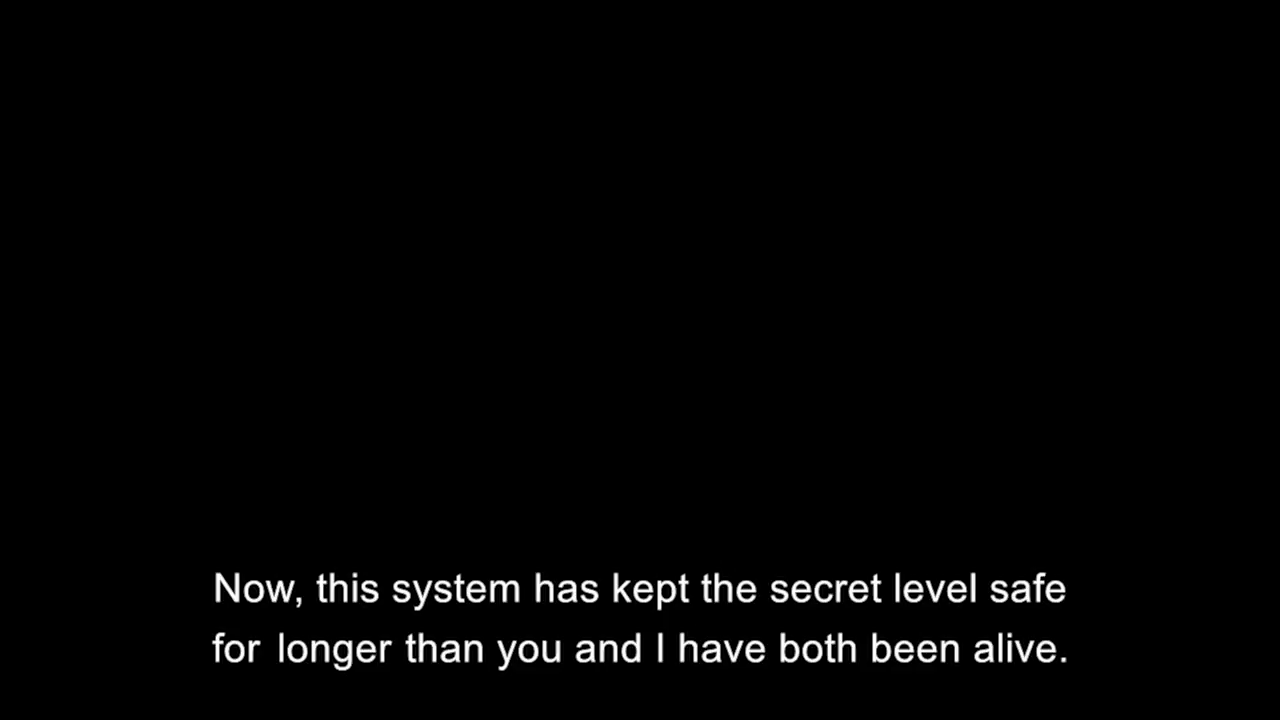 Now, this system has kept the secret level safe
for longer than you and I have both been alive.